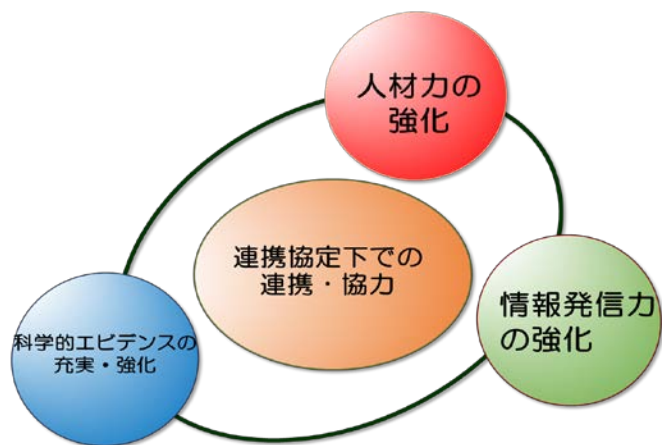 人材力の
強化
連携協定下での
連携・協力
情報発信力
の強化
科学的エビデンスの
充実・強化